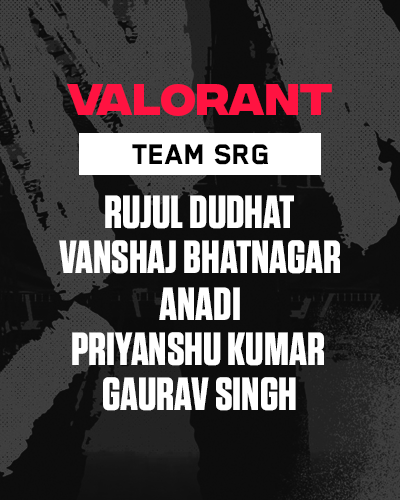 VALORANT
TEAM SRG
RUJUL DUDHAT
VANSHAJ BHATNAGAR
ANADI
PRIYANSHU KUMAR
GAURAV SINGH